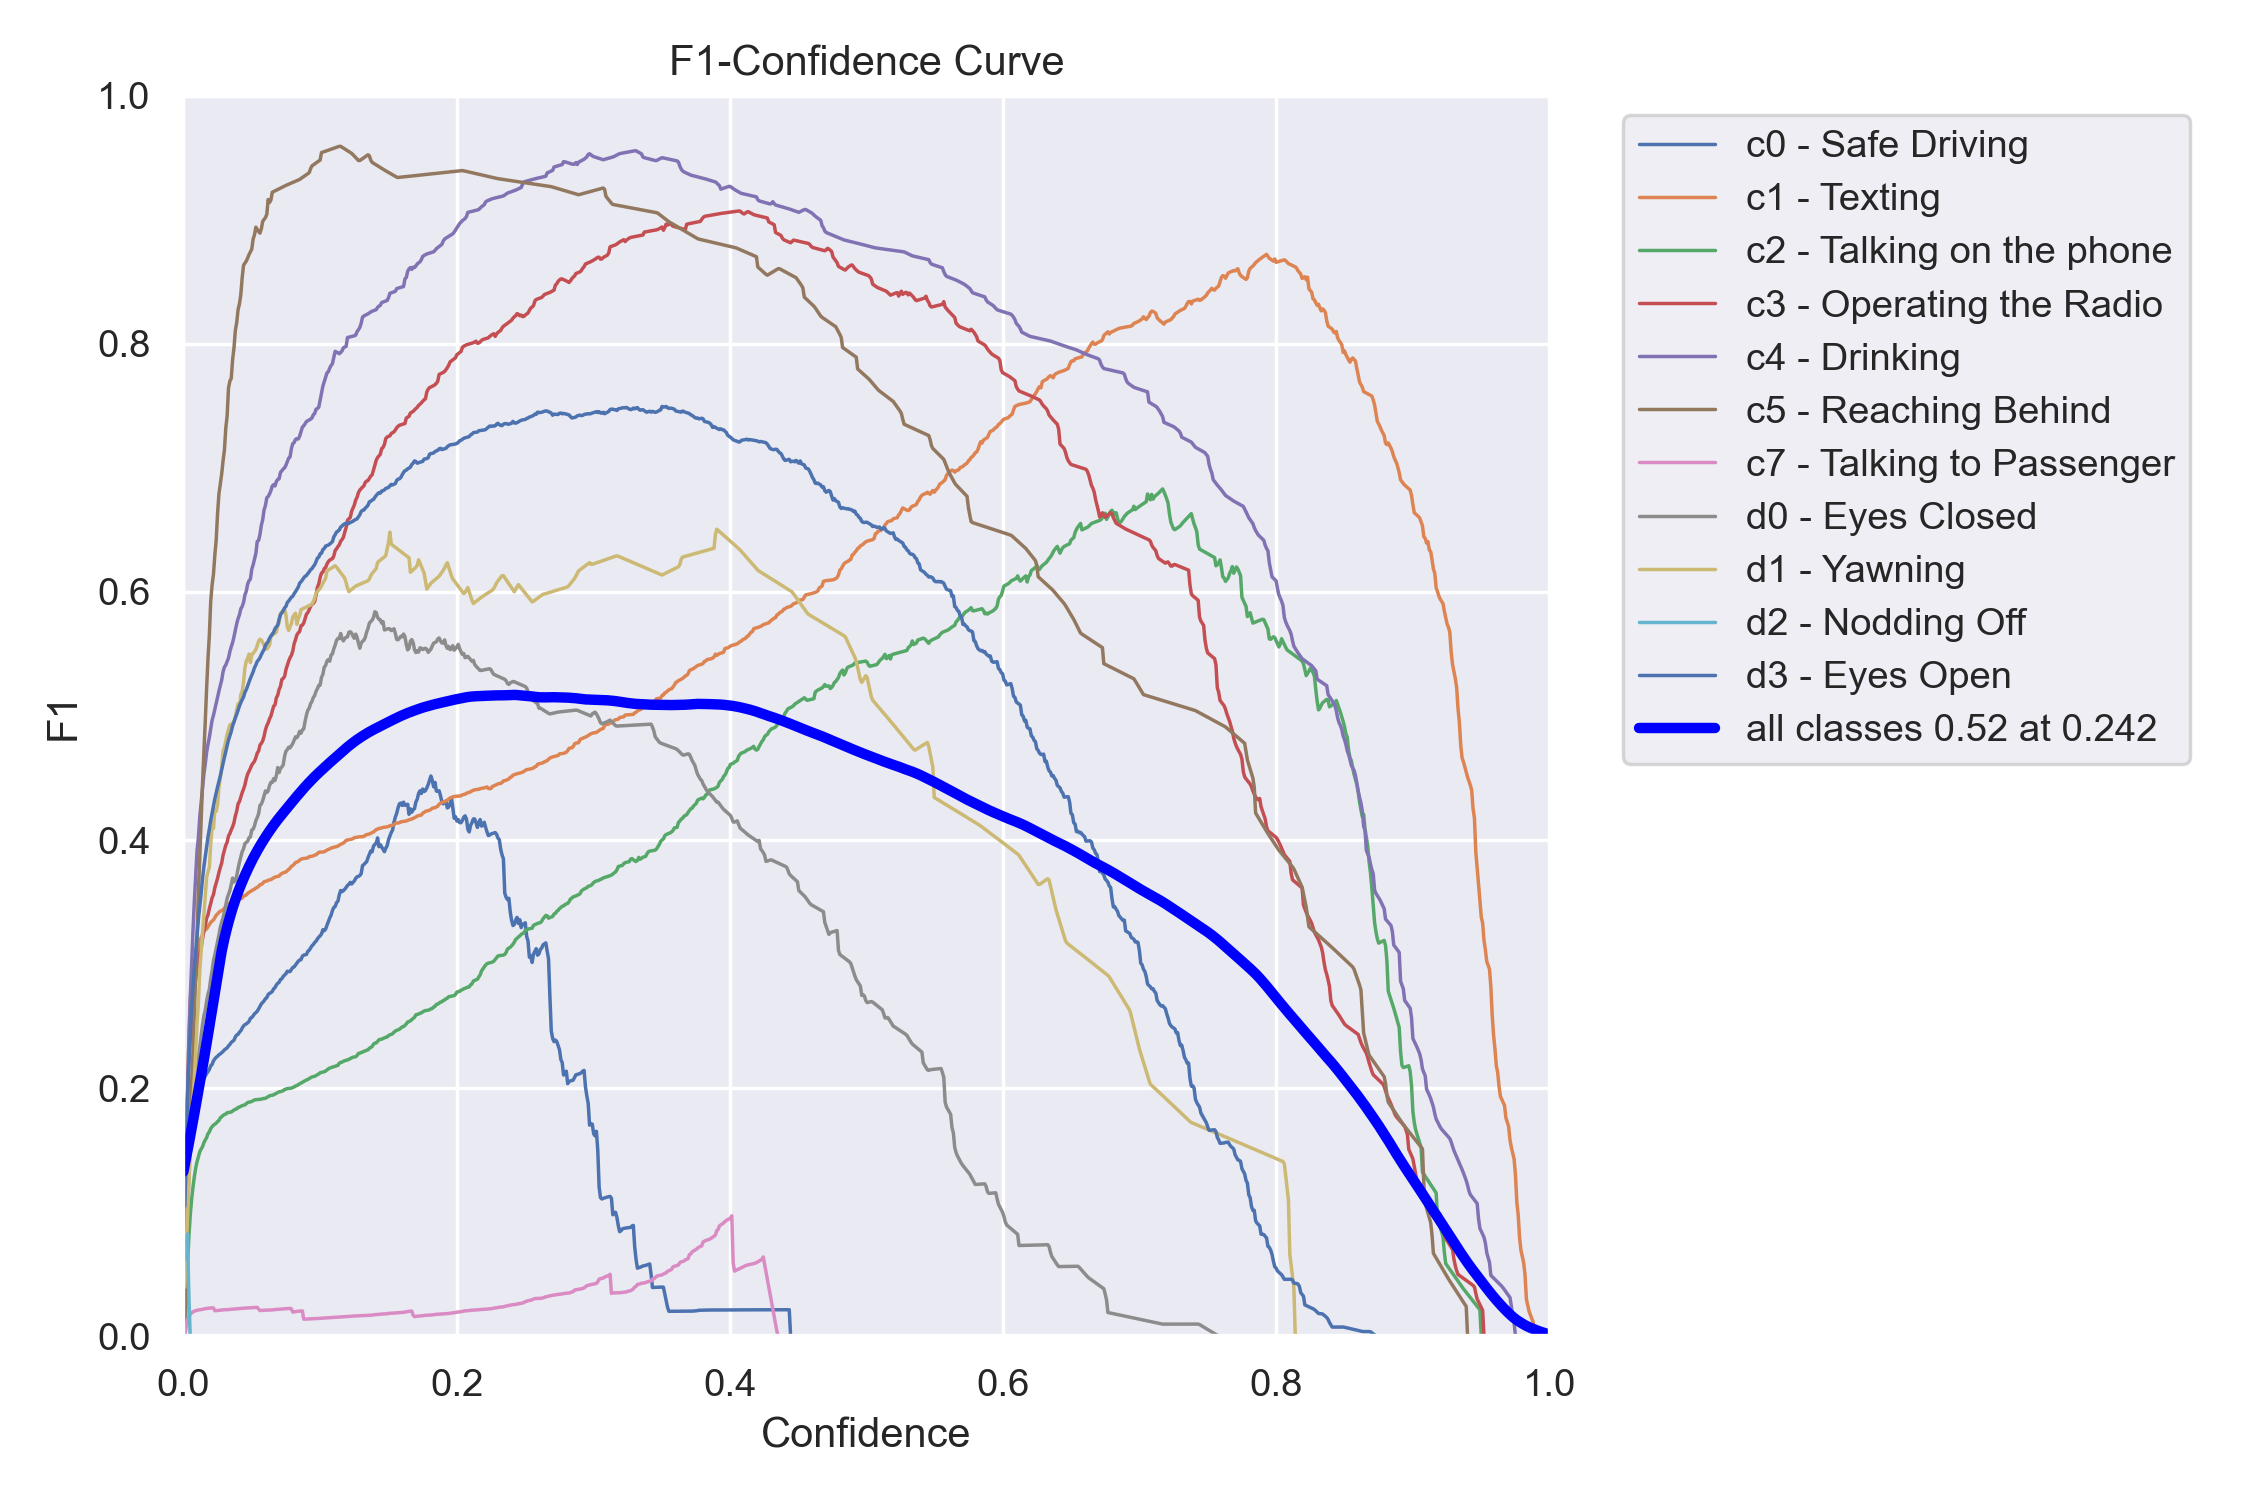 F1-Confidence Curve
1.0
0.8
0.6
0.4
0.2
0.0
F1
0.0 0.2 0.4 0.6 0.8 1.0
Confidence
c0 - Safe Driving
c1 - Texting
c2 - Talking on the phone
c3 - Operating the Radio
c4 - Drinking
c5 - Reaching Behind
c7 - Talking to Passenger
d0 - Eyes Closed
d1 - Yawning
d2 - Nodding Off
d3 - Eyes Open
all classes 0.52 at 0.242